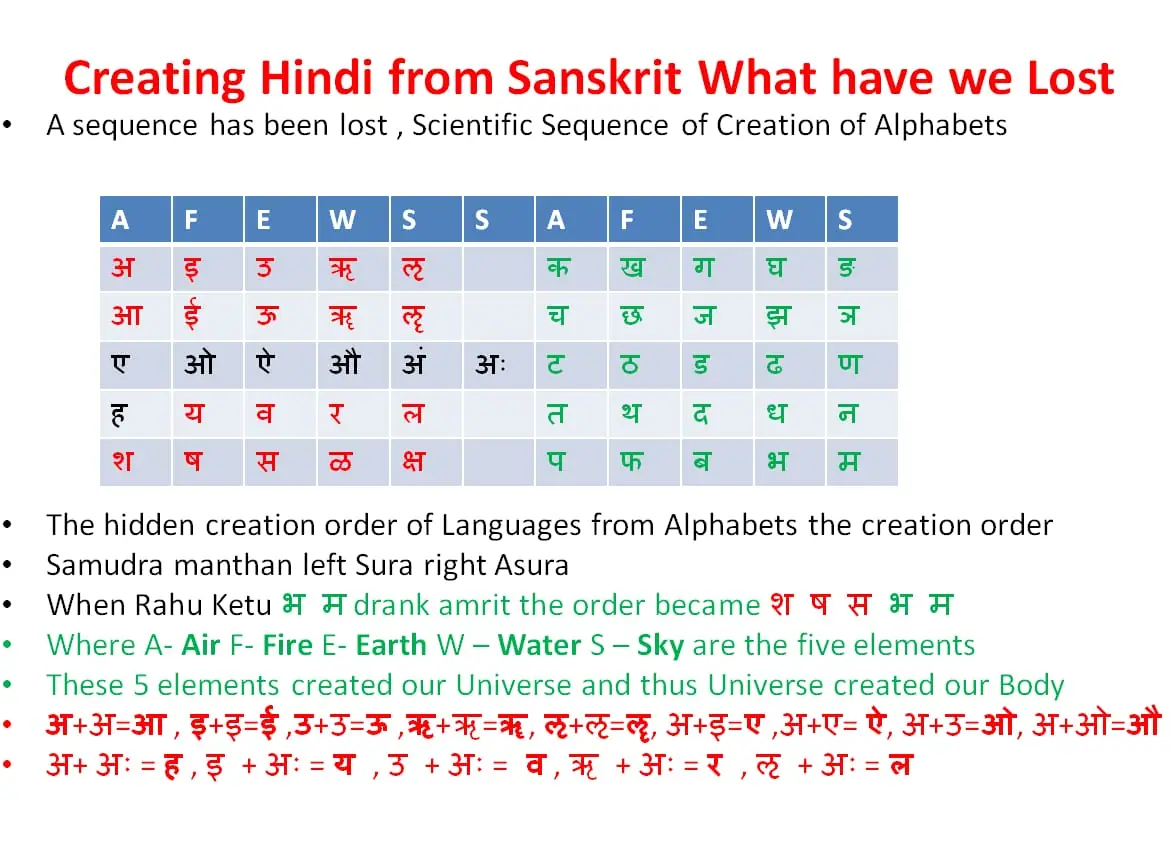 Creating Hindi from Sanskrit What have we Lost
• A sequence has been lost , Scientific Sequence of Creation of Alphabets
A F E W S S A F E W S
अ इ उ ऋ ऌ क ख ग घ ङ
आ ई ऊ ॠ ॡ च छ ज झ ञ
ए ओ ऐ औ अं अः ट ठ ड ढ ण
ह य व र ल त थ द ध न
श ष स ळ क्ष प फ ब भ म
• The hidden creation order of Languages from Alphabets the creation order
• Samudra manthan left Sura right Asura
• When Rahu Ketu भ म drank amrit the order became श ष स भ म
• Where A- Air F- Fire E- Earth W – Water S – Sky are the five elements
• These 5 elements created our Universe and thus Universe created our Body
• अ+अ=आ , इ+इ=ई ,उ+उ=ऊ ,ऋ+ऋ=ॠ, ऌ+ऌ=ॡ, अ+इ=ए ,अ+ए= ऐ, अ+उ=ओ, अ+ओ=औ
• अ+ अः = ह , इ + अः = य , उ + अः = व , ऋ + अः = र , ऌ + अः = ल